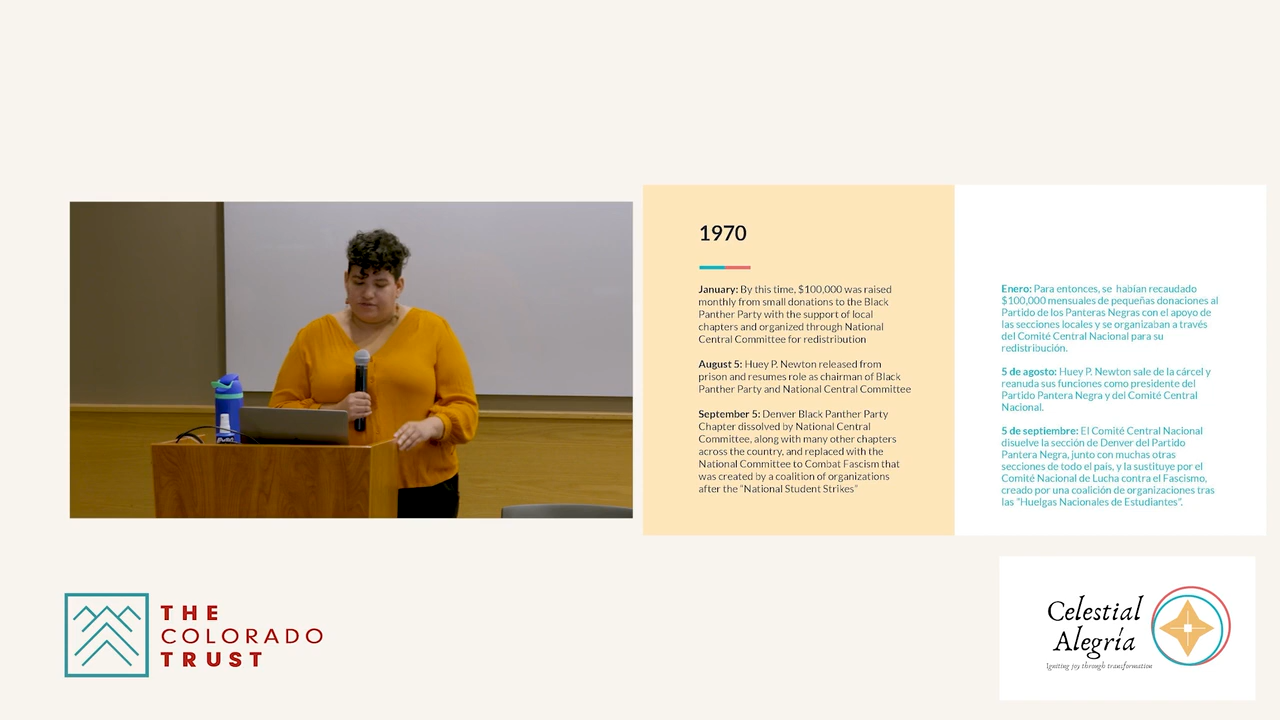 1970
January: By this time, $100,000 was raised
monthly from small donations to the Black
Panther Party with the support of local
chapters and organized through National
Central Committee for redistribution
August 5: Huey P. Newton released from
prison and resumes role as chairman of Black
Panther Party and National Central Committee
September 5: Denver Black Panther Party
Chapter dissolved by National Central
Committee, along with many other chapters
across the country, and replaced with the
National Committee to Combat Fascism that
was created by a coalition of organizations
after the "National Student Strikes"
Enero: Para entonces, se habían recaudado
$100,000 mensuales de pequeñas donaciones al
Partido de los Panteras Negras con el apoyo de
las secciones locales y se organizaban a través
del Comité Central Nacional para su
redistribución.
5 de agosto: Huey P. Newton sale de la cárcel y
reanuda sus funciones como presidente del
Partido Pantera Negra y del Comité Central
Nacional.
5 de septiembre: El Comité Central Nacional
disuelve la sección de Denver del Partido
Pantera Negra, junto con muchas otras
secciones de todo el país, y la sustituye por el
Comité Nacional de Lucha contra el Fascismo,
creado por una coalición de organizaciones tras
las "Huelgas Nacionales de Estudiantes".
THE
COLORADO
TRUST
Celestial
Alegría
Igniting joy through transformation